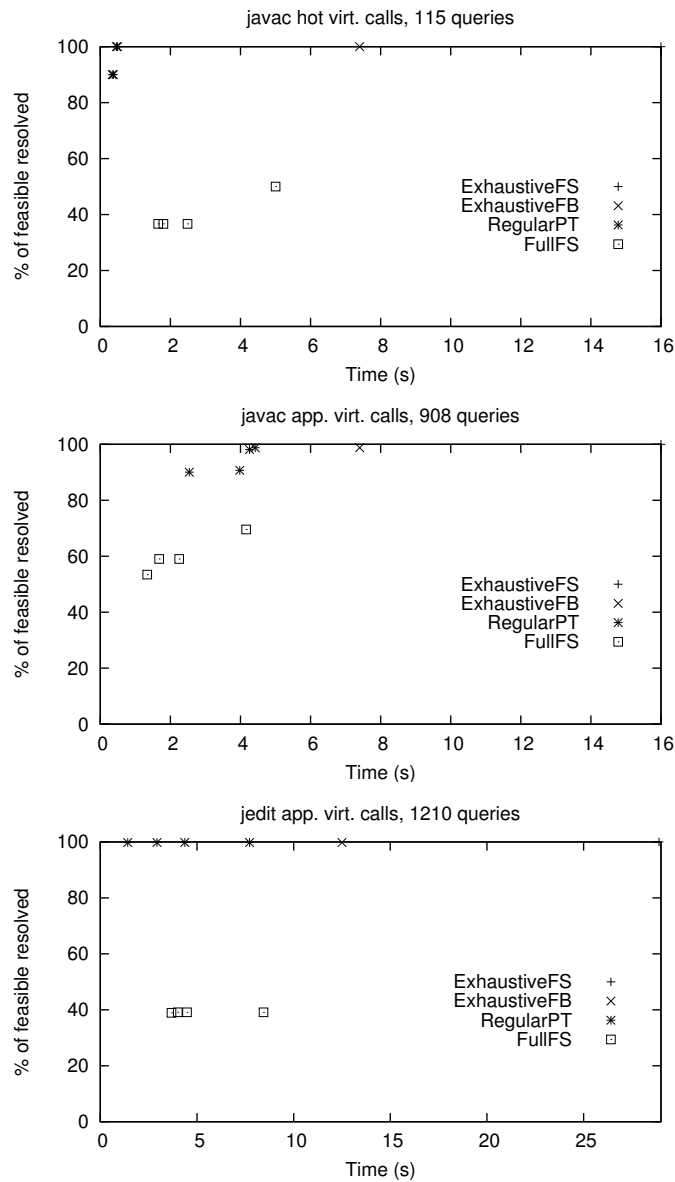 javac hot virt. calls, 115 queries
100
80
60
40
20
0
% of feasible resolved
ExhaustiveFS
ExhaustiveFB
RegularPT
FullFS
0 2 4 6 8 10 12 14 16
Time (s)
javac app. virt. calls, 908 queries
100
80
60
40
20
0
% of feasible resolved
ExhaustiveFS
ExhaustiveFB
RegularPT
FullFS
0 2 4 6 8 10 12 14 16
Time (s)
jedit app. virt. calls, 1210 queries
100
80
60
40
20
0
% of feasible resolved
ExhaustiveFS
ExhaustiveFB
RegularPT
FullFS
0 5 10 15 20 25
Time (s)